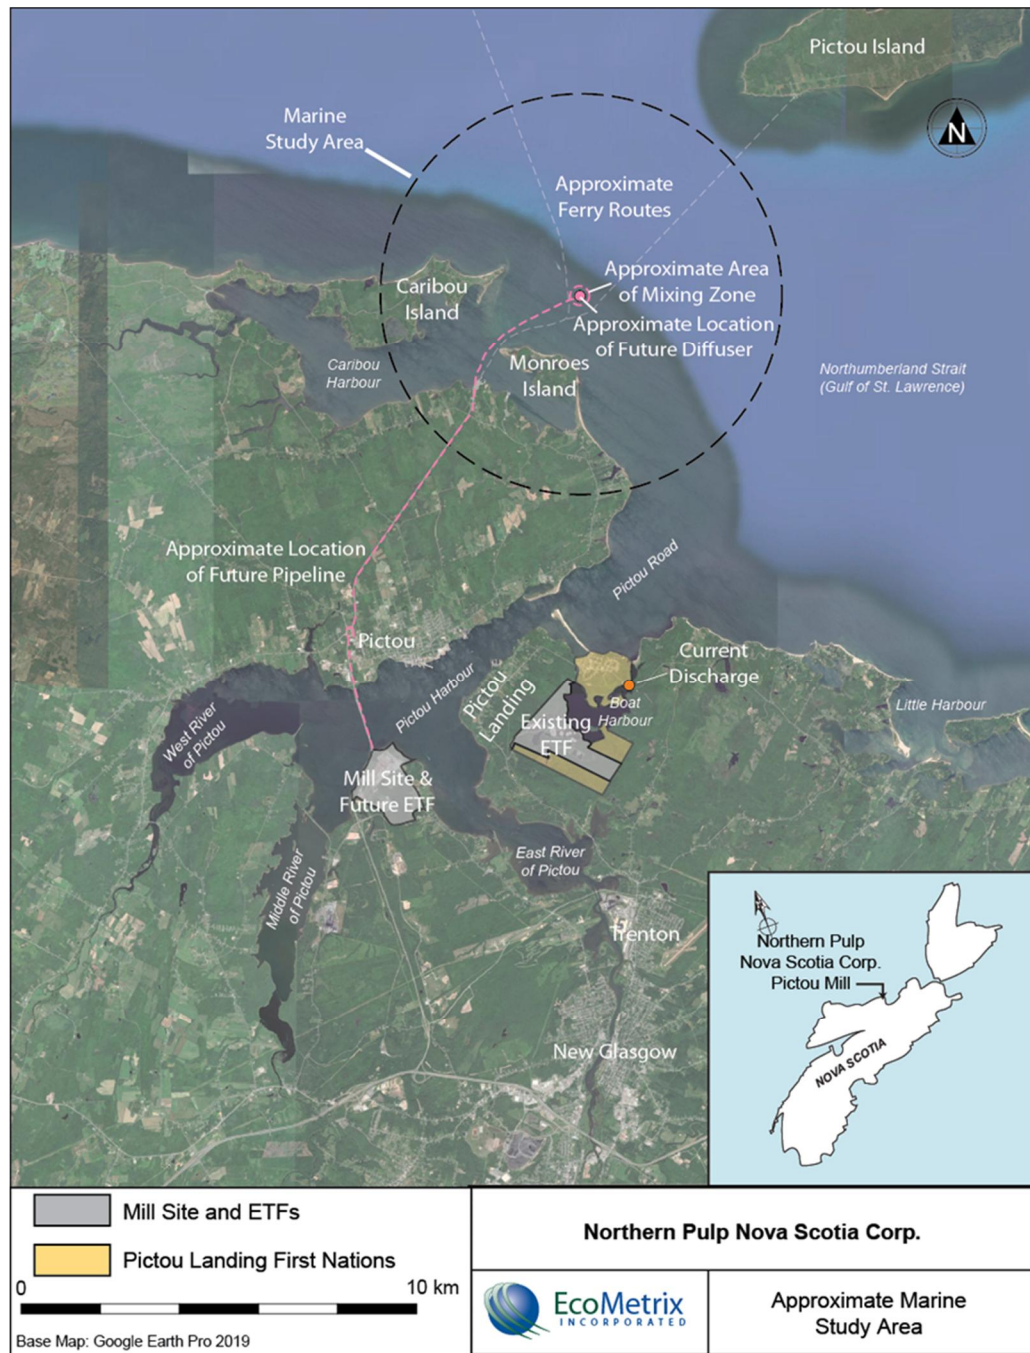 Pictou Island
N
Marine
Study Area
Approximate
Ferry Routes
Approximate Area
of Mixing Zone
Caribou
Island
Approximate Location
of Future Diffuser
Caribou
Harbour
Monroes
Island
Northumberland Strait
(Gulf of St. Lawrence)
Approximate Location
of Future Pipeline
Pictou Road
Pictou
Pictou Harbour
Pictou
Landing
Current
Discharge
Boat
Harbour
Existing
ETF
Little Harbour
West River
of Pictou
Mill Site &
Future ETF
East River
of Pictou
Middle River
of Pictou
Trenton
New Glasgow
N
Northern Pulp
Nova Scotia Corp.
Pictou Mill
NOVA SCOTIA
Mill Site and ETFs
Pictou Landing First Nations
0 10 km
Base Map: Google Earth Pro 2019
Northern Pulp Nova Scotia Corp.
EcoMetrix
INCORPORATED
Approximate Marine
Study Area